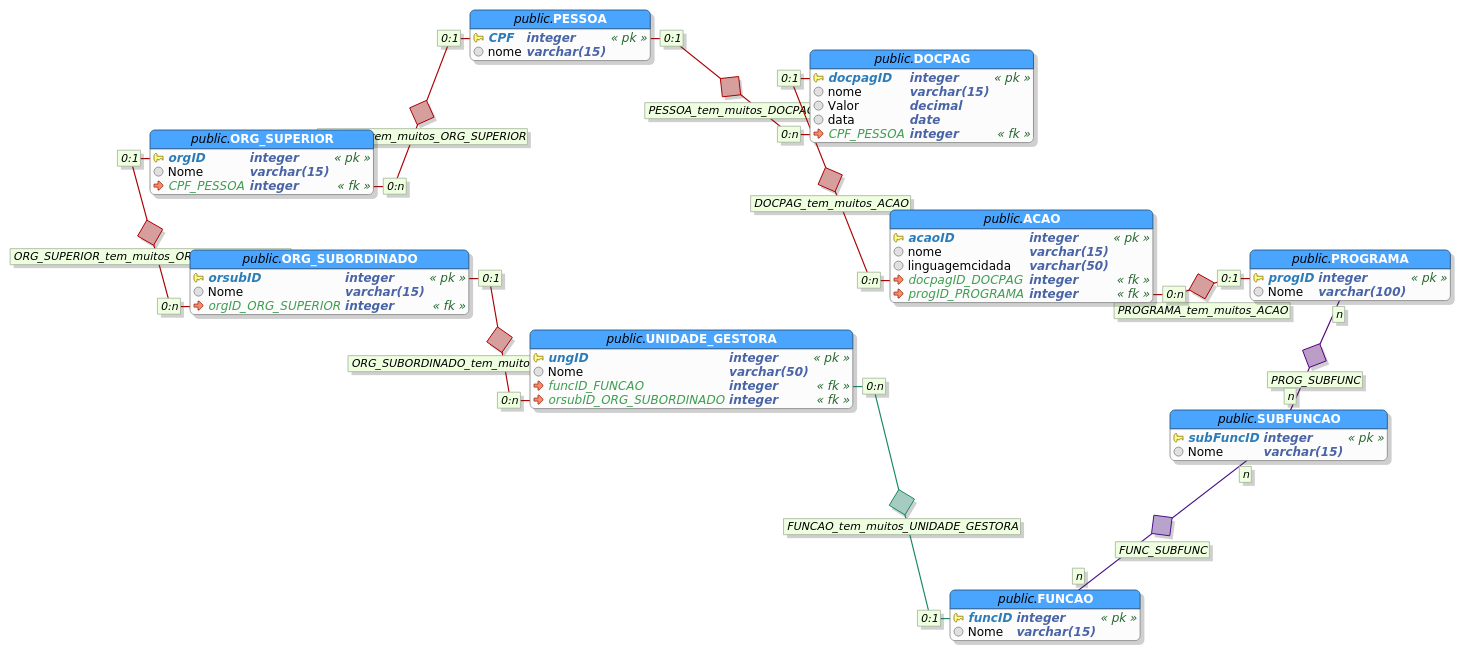 public.PESSOA
0:1 CPF integer « pk » 0:1
nome varchar(15)
public.DOCPAG
0:1 docpagID integer « pk »
nome varchar(15)
Valor decimal
data date
0:n CPF_PESSOA integer « fk »
PESSOA_tem_muitos_DOCPAG
tem_muitos_ORG_SUPERIOR
public.ORG_SUPERIOR
0:1 orgID integer « pk »
Nome varchar(15)
CPF_PESSOA integer « fk » 0:n
DOCPAG_tem_muitos_ACAO
public.ACAO
acaoID integer « pk »
nome varchar(15)
linguagemcidada varchar(50)
0:n docpagID_DOCPAG integer « fk »
progID_PROGRAMA integer « fk » 0:n
public.PROGRAMA
0:1 progID integer « pk »
Nome varchar(100)
PROGRAMA_tem_muitos_ACAO
n
ORG_SUPERIOR_tem_muitos_OR
public.ORG_SUBORDINADO
orsubID integer « pk » 0:1
Nome varchar(15)
0:n orgID_ORG_SUPERIOR integer « fk »
ORG_SUBORDINADO_tem_muito
public.UNIDADE_GESTORA
ungID integer « pk »
Nome varchar(50)
funcID_FUNCAO integer « fk » 0:n
0:n orsubID_ORG_SUBORDINADO integer « fk »
PROG_SUBFUNC
n
public.SUBFUNCAO
subFuncID integer « pk »
Nome varchar(15)
n
FUNCAO_tem_muitos_UNIDADE_GESTORA
FUNC_SUBFUNC
n
public.FUNCAO
0:1 funcID integer « pk »
Nome varchar(15)